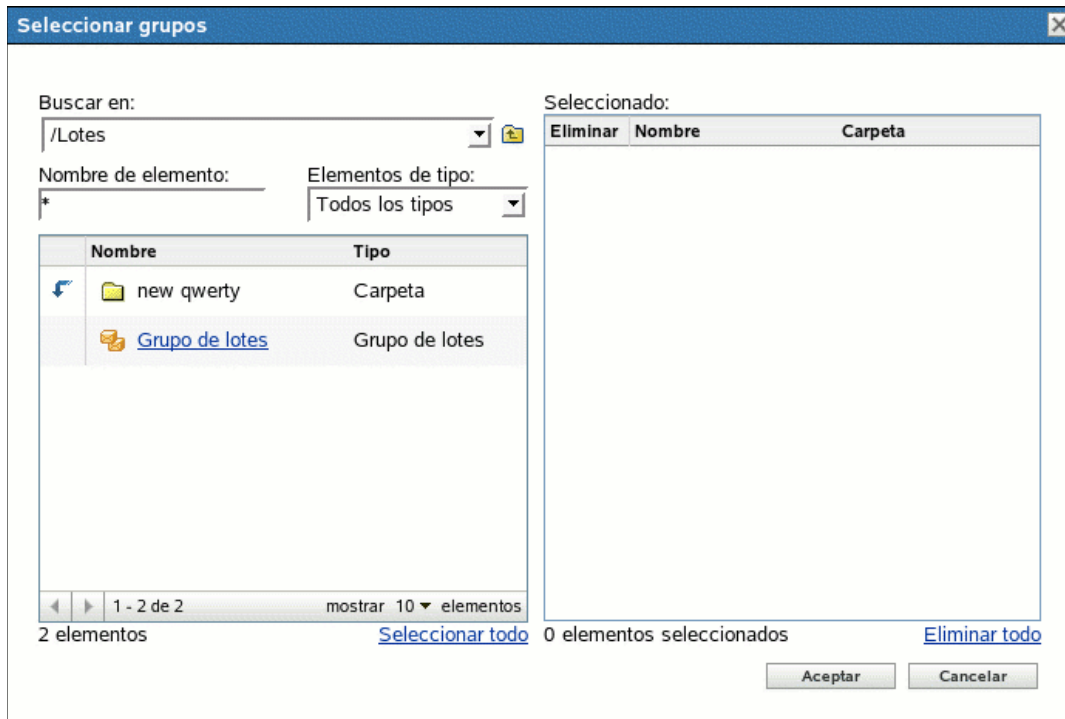 Seleccionar grupos
Buscar en:
/Lotes
Nombre de elemento:
Elementos de tipo:
*
Todos los tipos
Nombre Tipo
new qwerty Carpeta
Grupo de lotes Grupo de lotes
1 - 2 de 2 mostrar 10 elementos
2 elementos Seleccionar todo
Seleccionado:
Eliminar Nombre Carpeta
0 elementos seleccionados Eliminar todo
Aceptar Cancelar